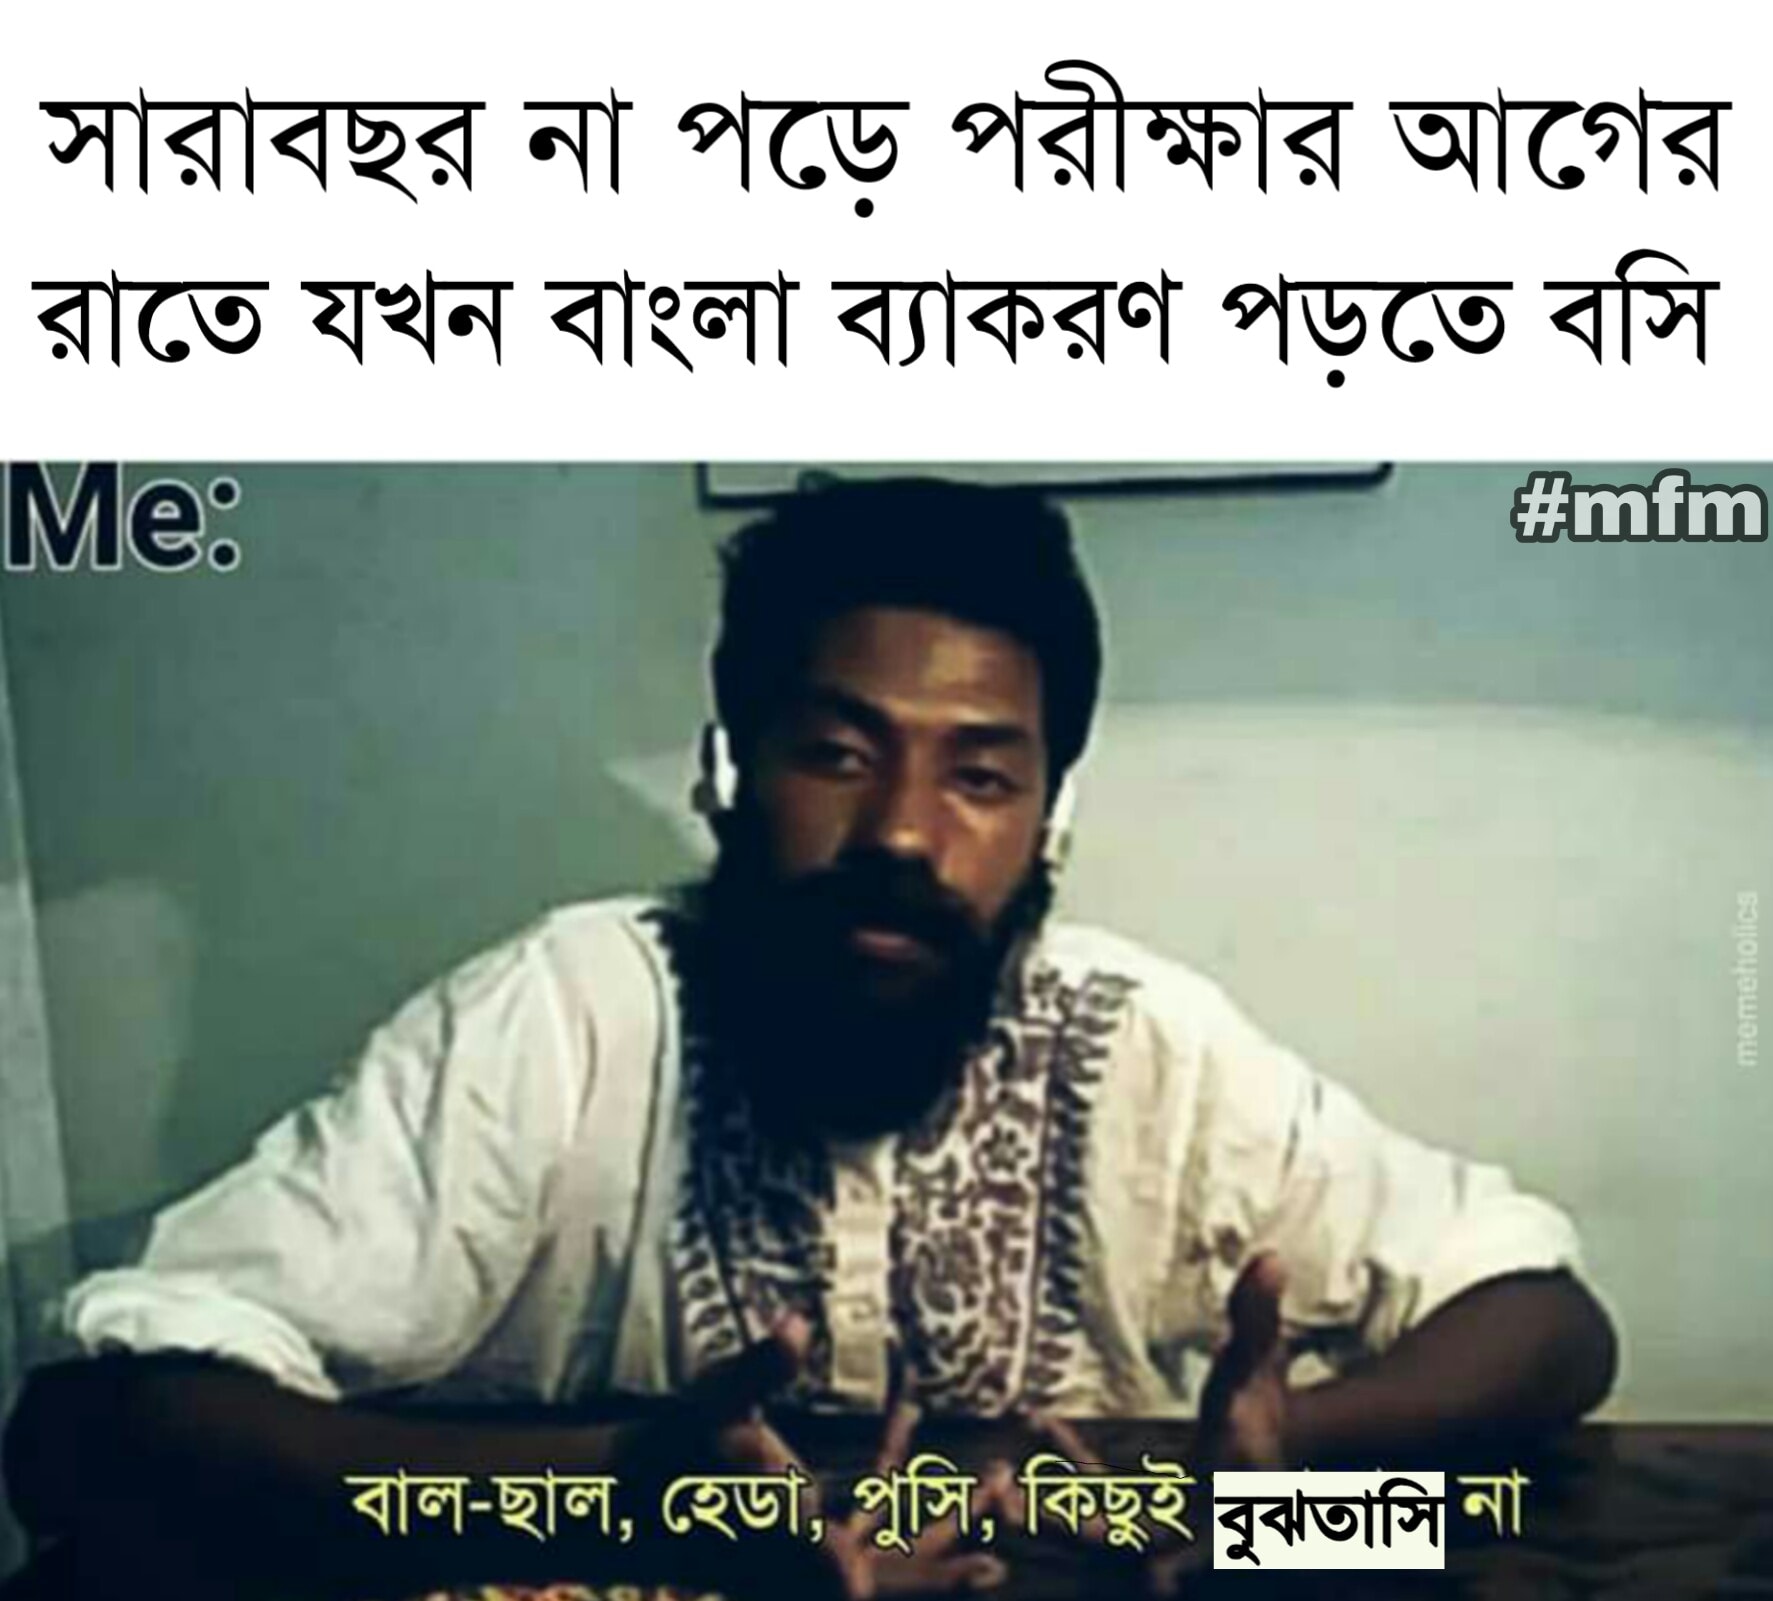 সারাবছর না পড়ে পরীক্ষার আগের
রাতে যখন বাংলা ব্যাকরণ পড়তে বসি
Me:
#mfm
memeholics
বাল-ছাল, হেডা, পুসি, কিছুই বুঝতাসি না